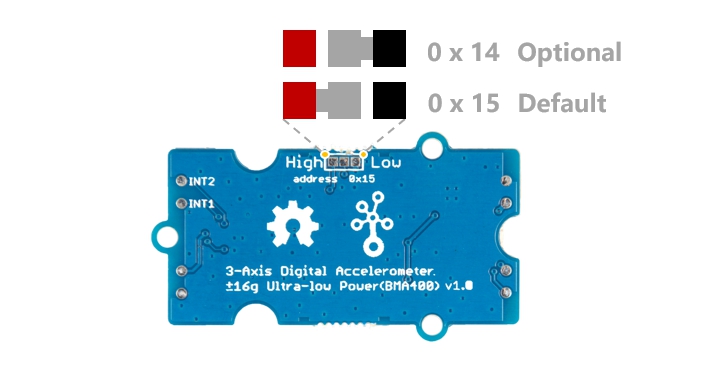 0 x 14 Optional
0 x 15 Default
High Low
address 0x15
INT2
INT1
3-Axis Digital Accelerometer.
±16g Ultra-low Power(BMA400) v1.0